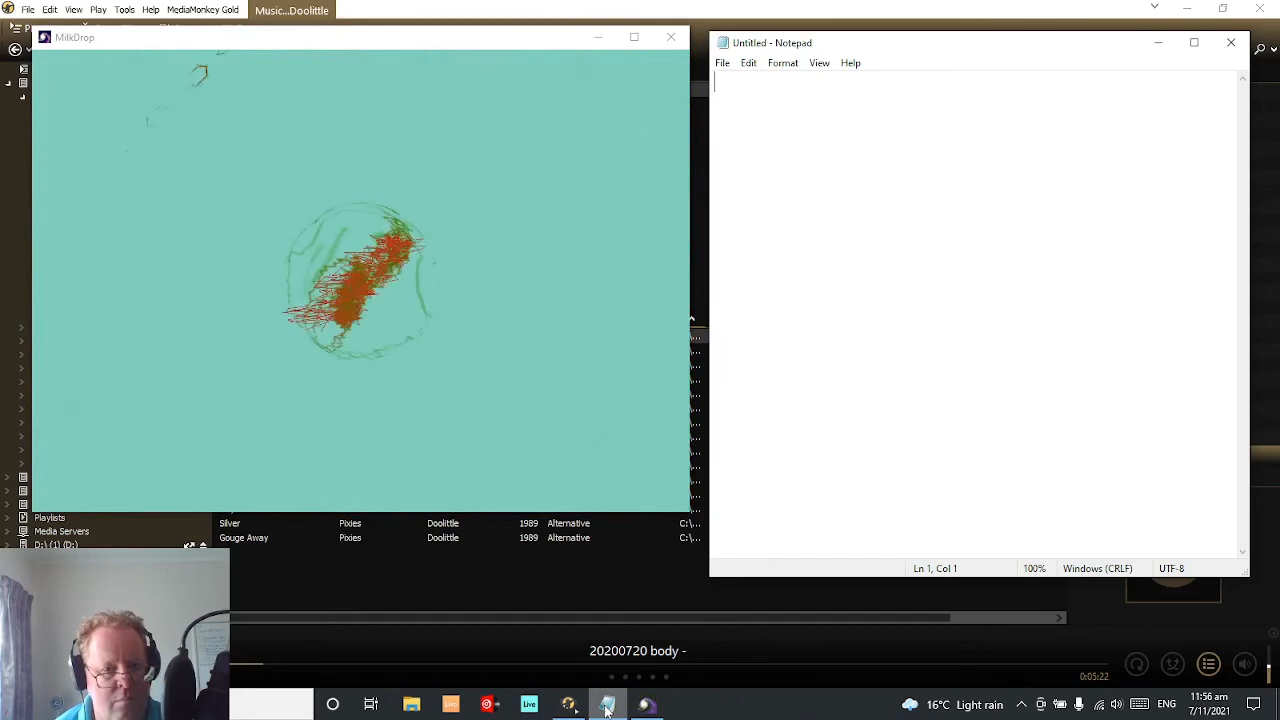 File Edit View Play Tools Help MediaMonkey Gold Music...Doolittle
MilkDrop
Untitled - Notepad
File Edit Format View Help
Ln 1, Col 1 100% Windows (CRLF) UTF-8
Playlists
Media Servers
D:\ (1) (D:)
Silver Pixies Doolittle 1989 Alternative C:\...
Gouge Away Pixies Doolittle 1989 Alternative C:\...
20200720 body -
0:05:22
Live Live
16°C Light rain
11:56 am
7/11/2021